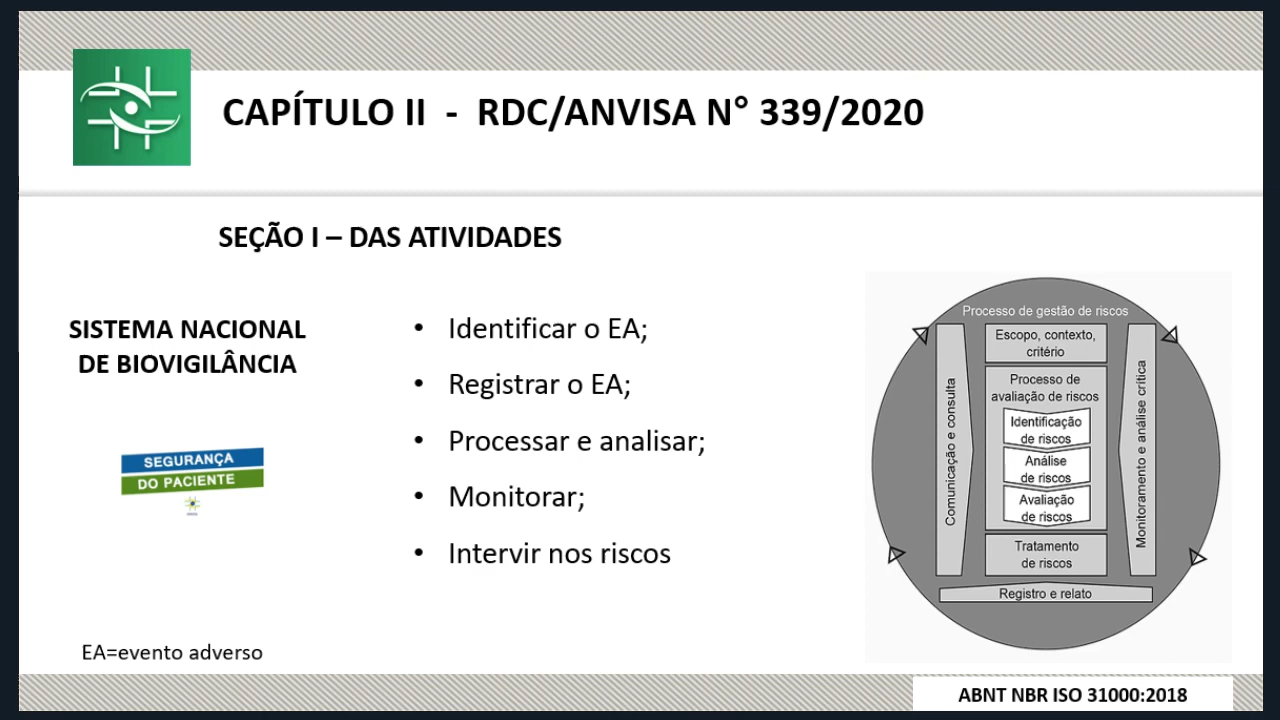 CAPÍTULO II - RDC/ANVISA N° 339/2020
SEÇÃO I – DAS ATIVIDADES
SISTEMA NACIONAL
DE BIOVIGILÂNCIA
SEGURANÇA
DO PACIENTE
• Identificar o EA;
• Registrar o EA;
• Processar e analisar;
• Monitorar;
• Intervir nos riscos
EA=evento adverso
Processo de gestão de riscos
Escopo, contexto,
critério
Processo de
avaliação de riscos
Identificação
de riscos
Análise
de riscos
Avaliação
de riscos
Tratamento
de riscos
Comunicação e consulta
Monitoramento e análise crítica
Registro e relato
ABNT NBR ISO 31000:2018